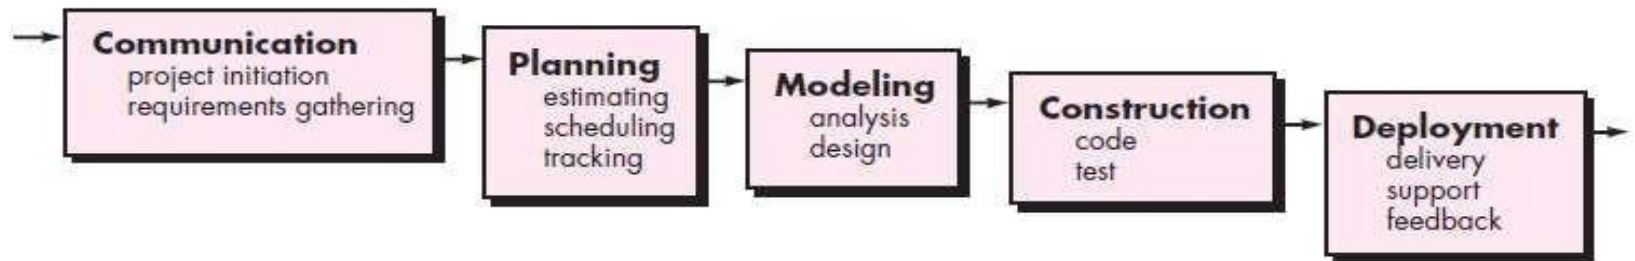 Communication
project initiation
requirements gathering
Planning
estimating
scheduling
tracking
Modeling
analysis
design
Construction
code
test
Deployment
delivery
support
feedback